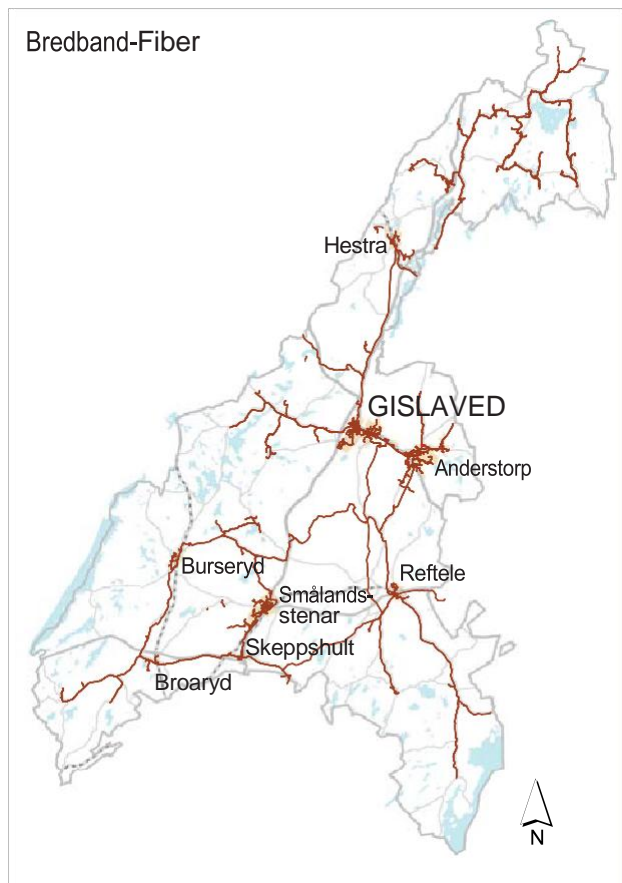 Bredband-Fiber
Hestra
GISLAVED
Anderstorp
Burseryd
Reftele
Smålands-
stenar
Skeppshult
Broaryd
N